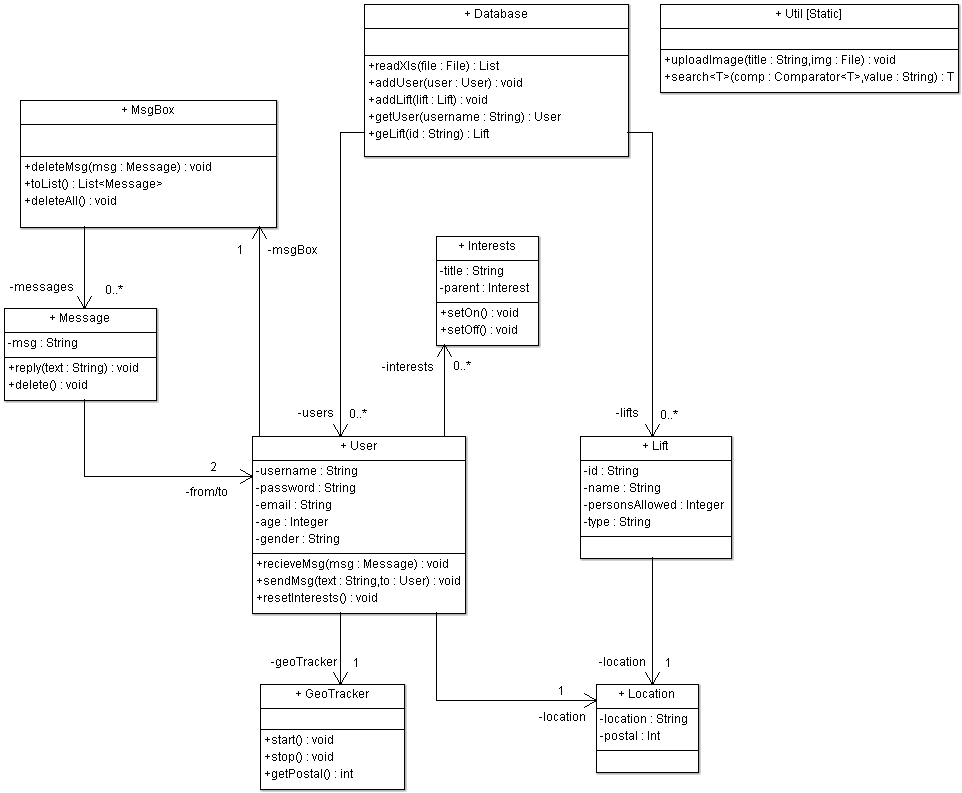 + Database
+readXls(file : File) : List
+addUser(user : User) : void
+addLift(lift : Lift) : void
+getUser(username : String) : User
+geLift(id : String) : Lift
+ Util [Static]
+uploadImage(title : String,img : File) : void
+search<T>(comp : Comparator<T>,value : String) : T
+ MsgBox
+deleteMsg(msg : Message) : void
+toList() : List<Message>
+deleteAll() : void
1
-msgBox
-messages
0..*
+ Interests
-title : String
-parent : Interest
+setOn() : void
+setOff() : void
-interests
0..*
+ Message
-msg : String
+reply(text : String) : void
+delete() : void
2
-from/to
-users
0..*
-lifts
0..*
+ User
-username : String
-password : String
-email : String
-age : Integer
-gender : String
+recieveMsg(msg : Message) : void
+sendMsg(text : String,to : User) : void
+resetInterests() : void
+ Lift
-id : String
-name : String
-personsAllowed : Integer
-type : String
-geoTracker
1
-location
1
1
-location
+ GeoTracker
+start() : void
+stop() : void
+getPostal() : int
+ Location
-location : String
-postal : Int